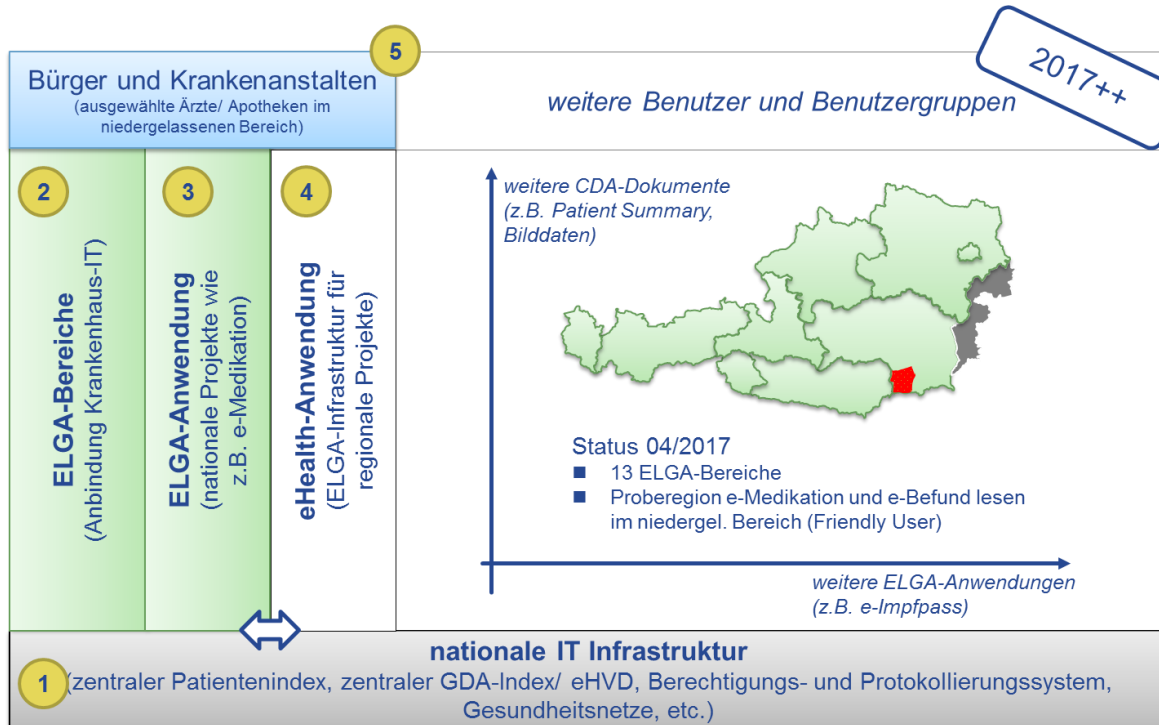 5
Bürger und Krankenanstalten
(ausgewählte Ärzte/ Apotheken im
niedergelassenen Bereich)
weitere Benutzer und Benutzergruppen
2017++
2
ELGA-Bereiche
(Anbindung Krankenhaus-IT)
3
ELGA-Anwendung
(nationale Projekte wie
z.B. e-Medikation)
4
eHealth-Anwendung
(ELGA-Infrastruktur für
regionale Projekte)
weitere CDA-Dokumente
(z.B. Patient Summary,
Bilddaten)
Status 04/2017
■ 13 ELGA-Bereiche
■ Proberegion e-Medikation und e-Befund lesen
im niedergel. Bereich (Friendly User)
weitere ELGA-Anwendungen
(z.B. e-Impfpass)
nationale IT Infrastruktur
1
(zentraler Patientenindex, zentraler GDA-Index/ eHVD, Berechtigungs- und Protokollierungssystem,
Gesundheitsnetze, etc.)